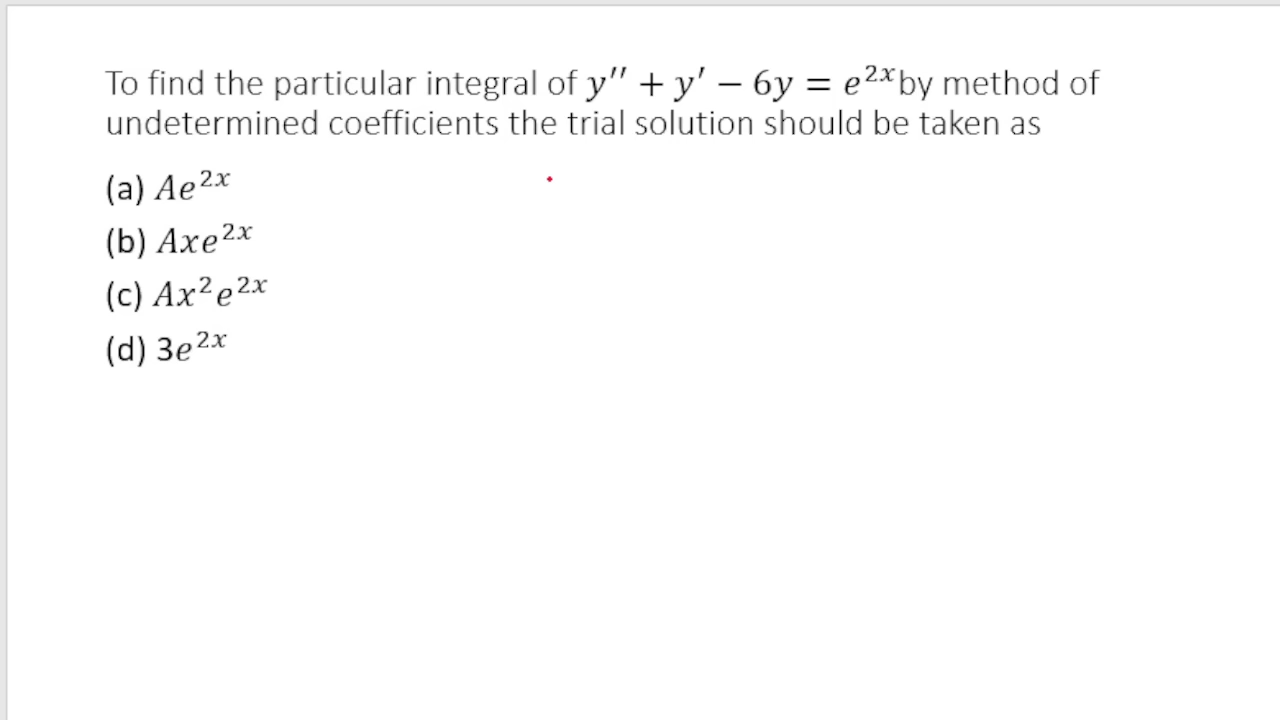 To find the particular integral of y′′ + y′ − 6y = e^{2x}by method of
undetermined coefficients the trial solution should be taken as
(a) Ae^{2x}
(b) Axe^{2x}
(c) Ax^{2}e^{2x}
(d) 3e^{2x}